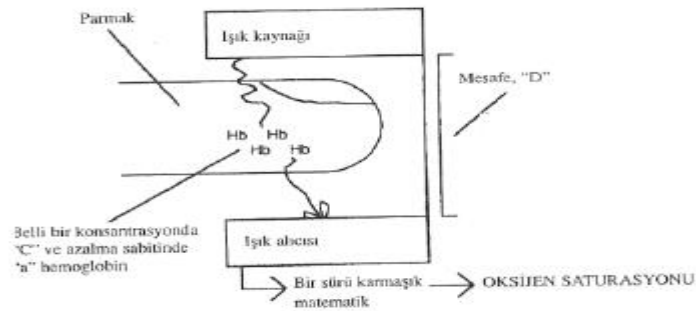 Parmak
Işık kaynağı
Mesafe, "D"
Hb Hb
Hb Hb
Belli bir konsantrasyonda
"C" ve azalma sabitinde
"a" hemoglobin
Işık alıcısı
Bir sürü karmaşık
matematik
OKSİJEN SATURASYONU